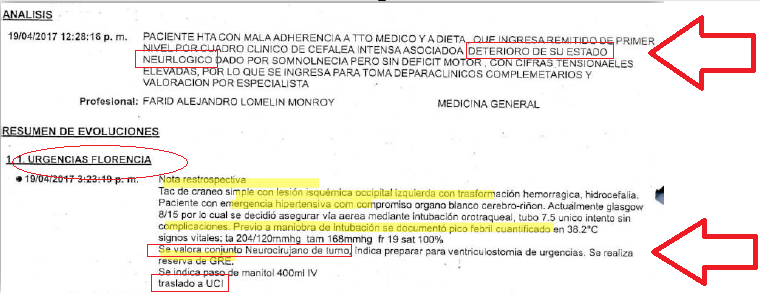 ANALISIS
19/04/2017 12:28:16 p. m. PACIENTE HTA CON MALA ADHERENCIA A TTO MEDICO Y A DIETA , QUE INGRESA REMITIDO DE PRIMER
NIVEL POR CUADRO CLINICO DE CEFALEA INTENSA ASOCIADOA DETERIORO DE SU ESTADO
NEURLOGICO DADO POR SOMNOLNECIA PERO SIN DEFICIT MOTOR , CON CIFRAS TENSIONAELES
ELEVADAS, POR LO QUE SE INGRESA PARA TOMA DEPARACLINICOS COMPLEMETARIOS Y
VALORACION POR ESPECIALISTA
Profesional: FARID ALEJANDRO LOMELIN MONROY MEDICINA GENERAL
RESUMEN DE EVOLUCIONES
1. 1. URGENCIAS FLORENCIA
19/04/2017 3:23:19 p. m. Nota restrospectiva
Tac de craneo simple con lesión isquémica occipital izquierda con trasformación hemorragica, hidrocefalia.
Paciente con emergencia hipertensiva com compromiso organo blanco cerebro-riñon. Actualmente glasgow
8/15 por lo cual se decidió asegurar vía aerea mediante intubación orotraqueal, tubo 7.5 unico intento sin
complicaciones. Previo a maniobra de intubación se documentó pico febril cuantificado en 38.2°C
signos vitales; ta 204/120mmhg tam 168mmhg fr 19 sat 100%
Se valora conjunto Neurocirujano de turno, indica preparar para ventriculostomia de urgencias. Se realiza
reserva de GRE.
Se indica paso de manitol 400ml IV
traslado a UCI